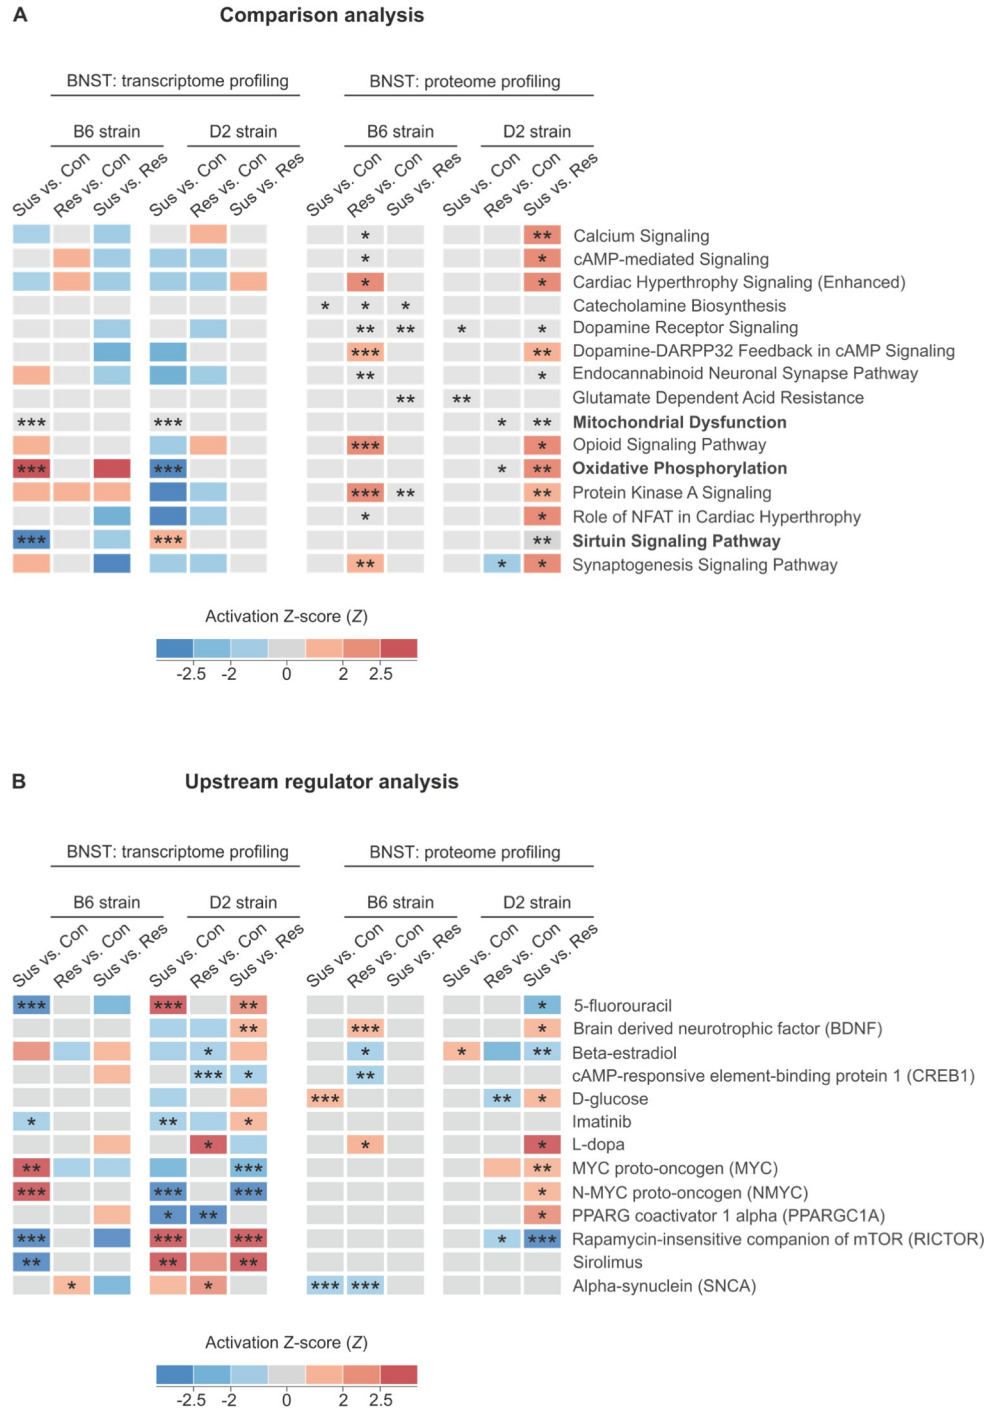 A
Comparison analysis
BNST: transcriptome profiling
BNST: proteome profiling
B6 strain
D2 strain
B6 strain
D2 strain
Sus vs. Con
Res vs. Con
Sus vs. Res
Sus vs. Con
Res vs. Con
Sus vs. Res
Sus vs. Con
Res vs. Con
Sus vs. Res
Sus vs. Con
Res vs. Con
Sus vs. Res
* ** Calcium Signaling
* * cAMP-mediated Signaling
* * Cardiac Hyperthrophy Signaling (Enhanced)
* * * Catecholamine Biosynthesis
** ** * * Dopamine Receptor Signaling
*** ** Dopamine-DARPP32 Feedback in cAMP Signaling
** * Endocannabinoid Neuronal Synapse Pathway
** ** Glutamate Dependent Acid Resistance
*** *** * ** Mitochondrial Dysfunction
*** * Opioid Signaling Pathway
*** *** * ** Oxidative Phosphorylation
*** ** ** Protein Kinase A Signaling
* * Role of NFAT in Cardiac Hyperthrophy
*** *** ** Sirtuin Signaling Pathway
** * * Synaptogenesis Signaling Pathway
Activation Z-score (Z)
-2.5 -2 0 2 2.5
B
Upstream regulator analysis
BNST: transcriptome profiling
BNST: proteome profiling
B6 strain
D2 strain
B6 strain
D2 strain
Sus vs. Con
Res vs. Con
Sus vs. Res
Sus vs. Con
Res vs. Con
Sus vs. Res
Sus vs. Con
Res vs. Con
Sus vs. Res
Sus vs. Con
Res vs. Con
Sus vs. Res
*** *** ** * 5-fluorouracil
** *** * Brain derived neurotrophic factor (BDNF)
* * * ** Beta-estradiol
*** * ** cAMP-responsive element-binding protein 1 (CREB1)
*** ** * D-glucose
* ** * Imatinib
* * * L-dopa
** *** ** MYC proto-oncogen (MYC)
*** *** *** * N-MYC proto-oncogen (NMYC)
* ** * PPARG coactivator 1 alpha (PPARGC1A)
*** *** *** * *** Rapamycin-insensitive companion of mTOR (RICTOR)
** ** ** Sirolimus
* * *** *** Alpha-synuclein (SNCA)
Activation Z-score (Z)
-2.5 -2 0 2 2.5